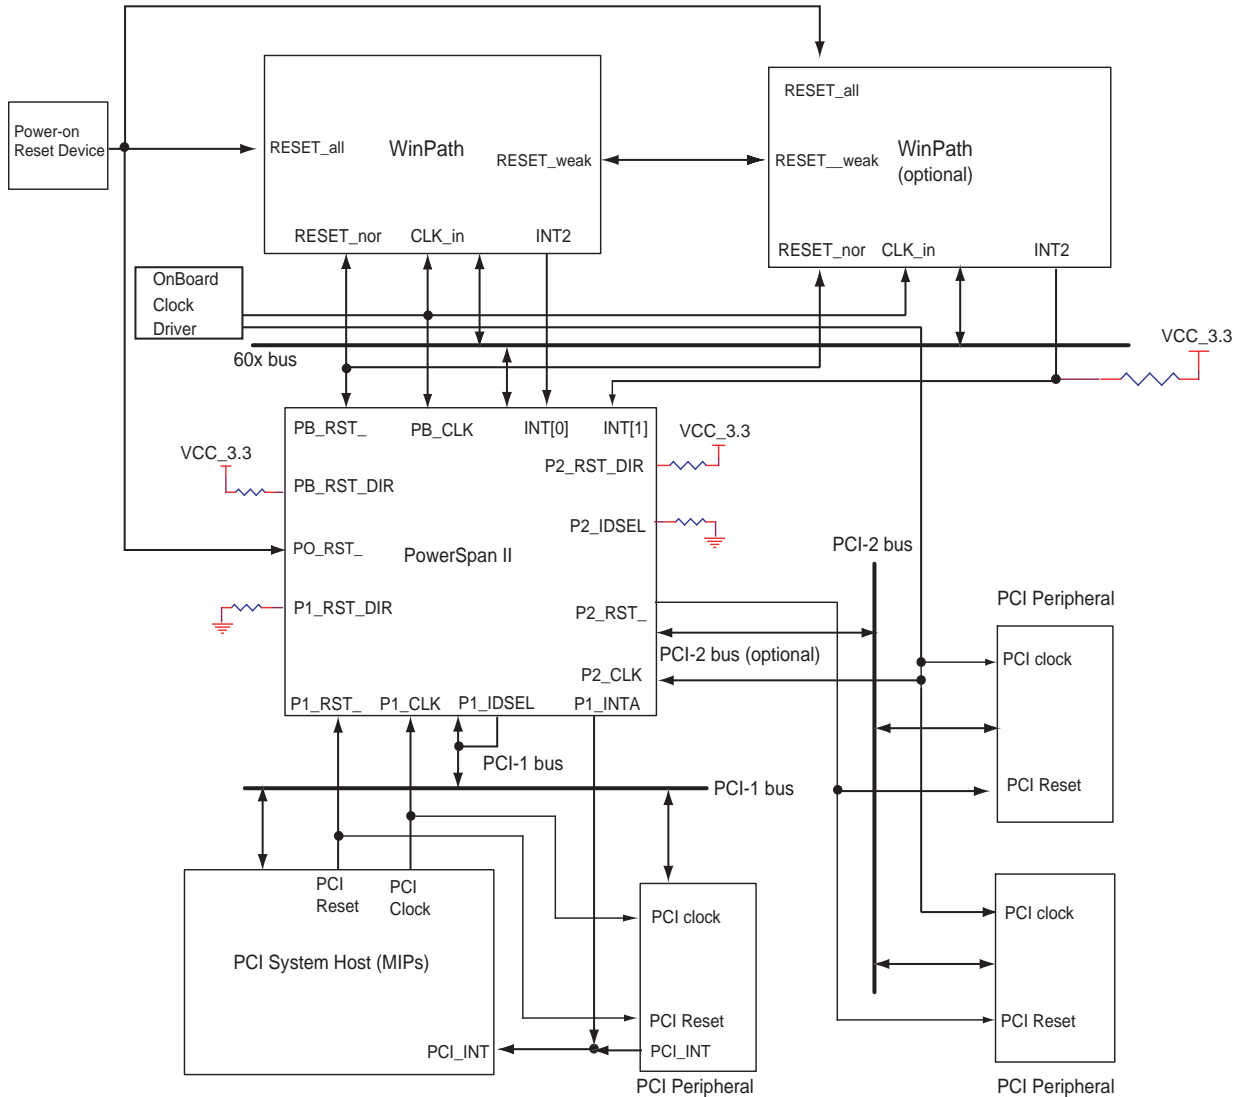 RESET_all
Power-on
Reset Device
RESET_all
WinPath
RESET_weak
RESET__weak
WinPath
(optional)
RESET_nor
CLK_in
INT2
RESET_nor
CLK_in
INT2
OnBoard
Clock
Driver
60x bus
VCC_3.3
PB_RST_
PB_CLK
INT[0]
INT[1]
VCC_3.3
VCC_3.3
P2_RST_DIR
PB_RST_DIR
P2_IDSEL
PO_RST_
PowerSpan II
PCI-2 bus
P1_RST_DIR
P2_RST_
PCI Peripheral
PCI-2 bus (optional)
PCI clock
P2_CLK
P1_RST_
P1_CLK
P1_IDSEL
P1_INTA
PCI-1 bus
PCI-1 bus
PCI Reset
PCI
Reset
PCI
Clock
PCI clock
PCI clock
PCI System Host (MIPs)
PCI Reset
PCI Reset
PCI_INT
PCI_INT
PCI Peripheral
PCI Peripheral